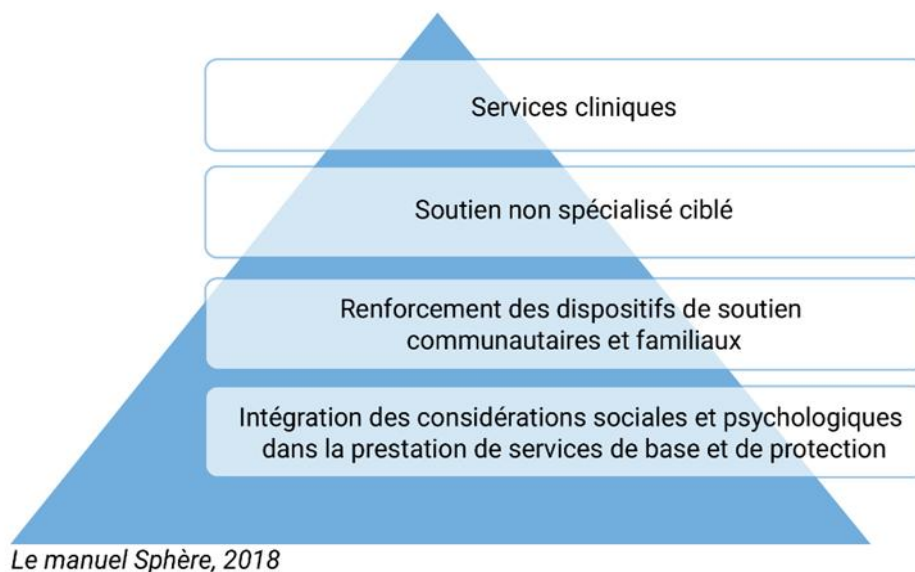 Services cliniques
Soutien non spécialisé ciblé
Renforcement des dispositifs de soutien
communautaires et familiaux
Intégration des considérations sociales et psychologiques
dans la prestation de services de base et de protection
Le manuel Sphère, 2018